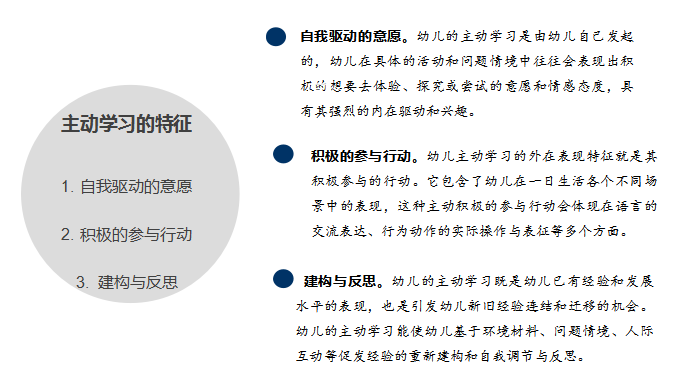 主动学习的特征
1. 自我驱动的意愿
2. 积极的参与行动
3. 建构与反思
自我驱动的意愿。幼儿的主动学习是由幼儿自己发起
的，幼儿在具体的活动和问题情境中往往会表现出积
极的想要去体验、探究或尝试的意愿和情感态度，具
有其强烈的内在驱动和兴趣。
积极的参与行动。幼儿主动学习的外在表现特征就是其
积极参与的行动。它包含了幼儿在一日生活各个不同场
景中的表现，这种主动积极的参与行动会体现在语言的
交流表达、行为动作的实际操作与表征等多个方面。
建构与反思。幼儿的主动学习既是幼儿已有经验和发展
水平的表现，也是引发幼儿新旧经验连结和迁移的机会。
幼儿的主动学习能使幼儿基于环境材料、问题情境、人际
互动等促发经验的重新建构和自我调节与反思。